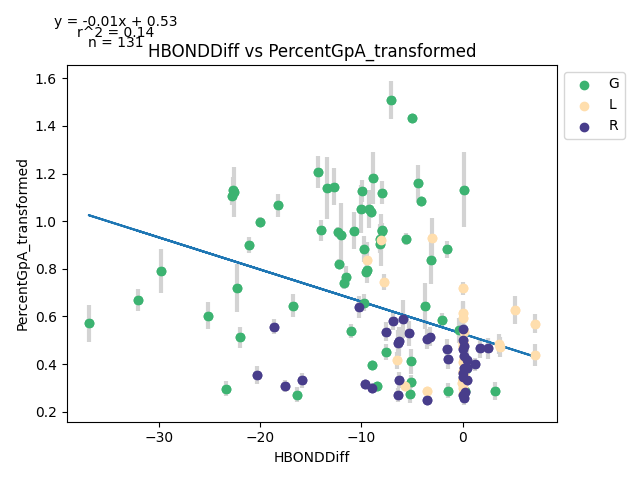 y = -0.01x + 0.53
r^2 = 0.14
n = 131
HBONDDiff vs PercentGpA_transformed
PercentGpA_transformed
1.6
1.4
1.2
1.0
0.8
0.6
0.4
0.2
−30
−20
−10
0
HBONDDiff
G
L
R